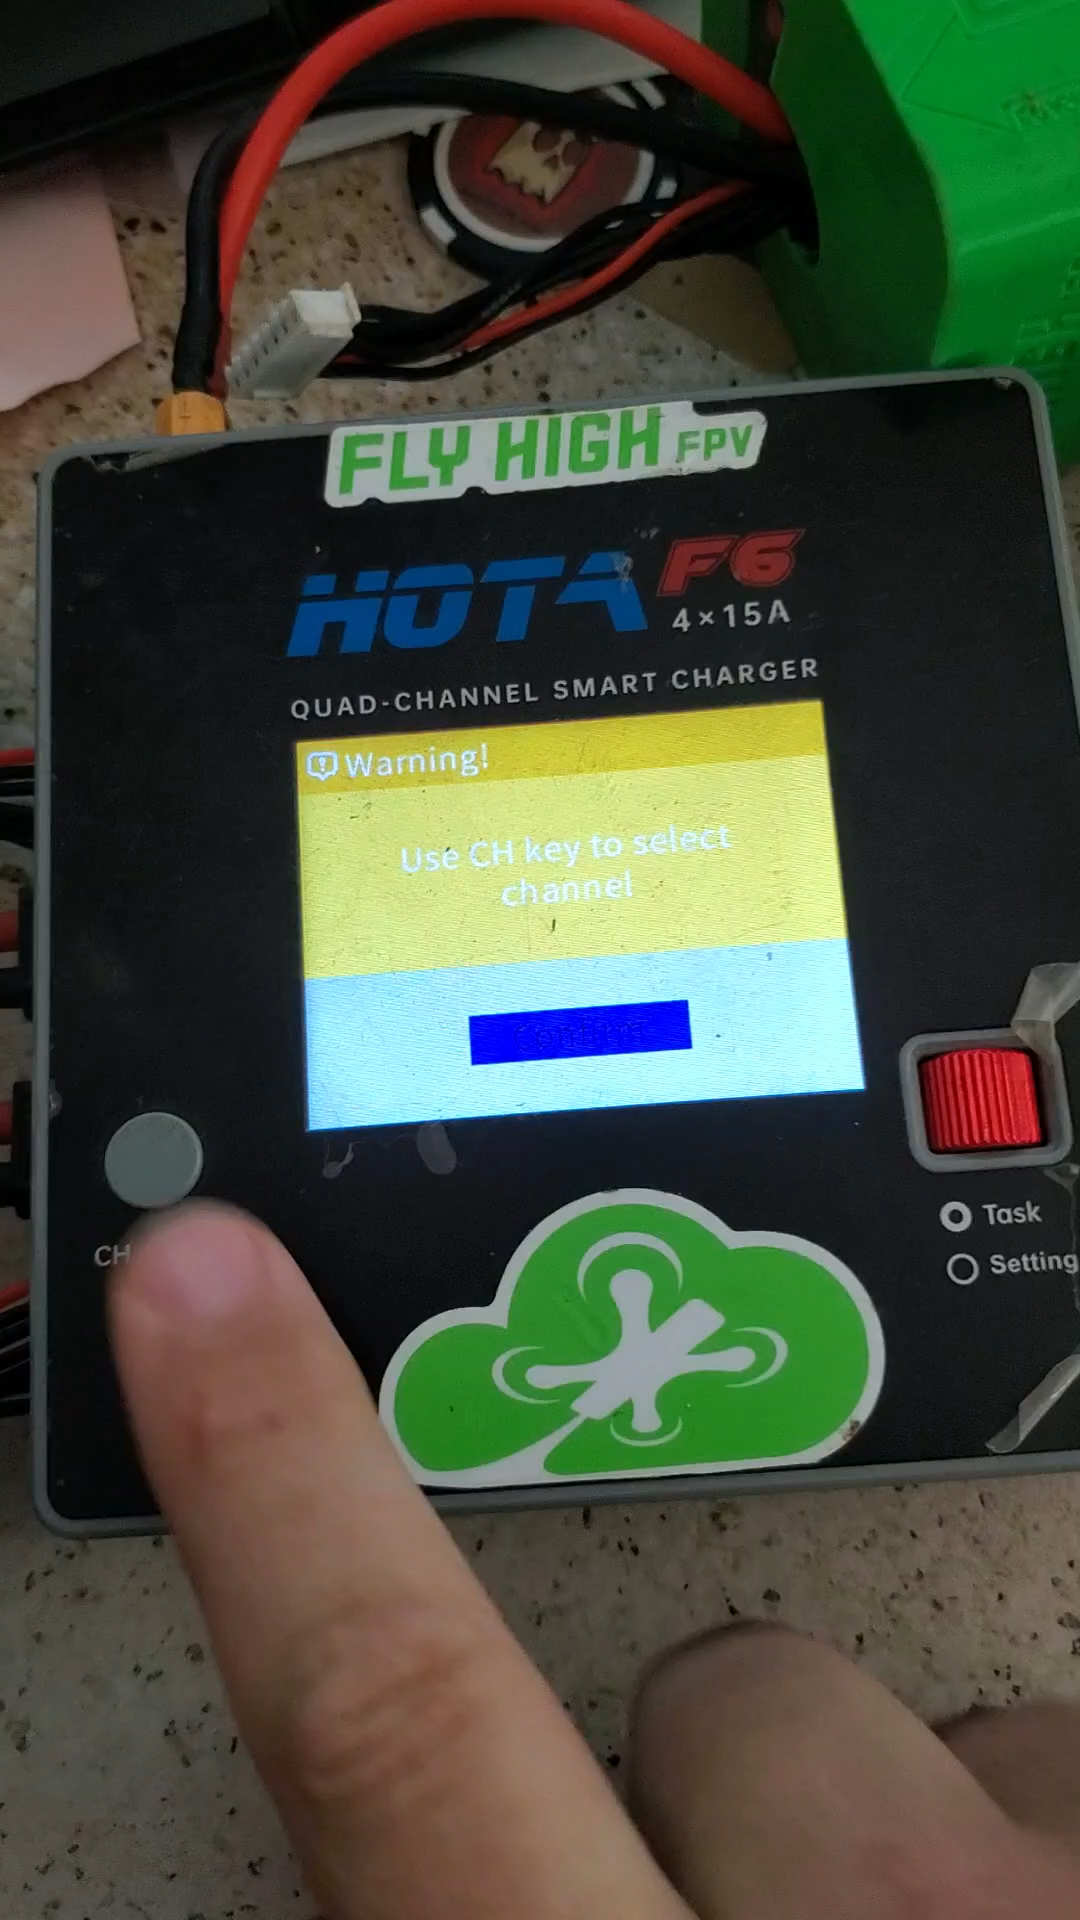 FLY HIGH FPV
HOTA F6
4×15A
QUAD-CHANNEL SMART CHARGER
Warning!
Use CH key to select
channel
Confirm
CH
Task
Setting